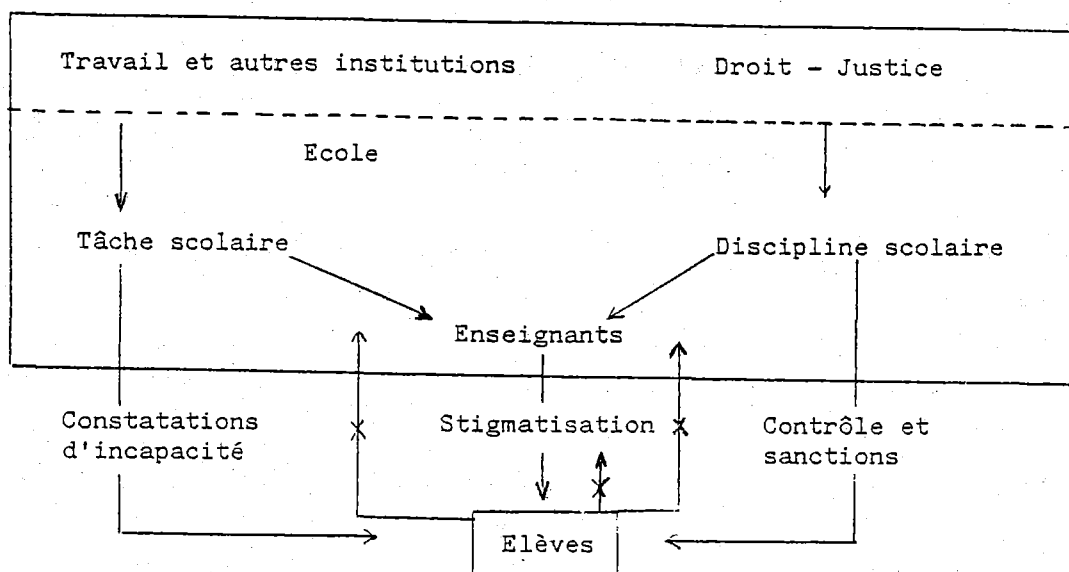 Travail et autres institutions
Droit - Justice
Ecole
Tâche scolaire
Discipline scolaire
Enseignants
Constatations
d'incapacité
Stigmatisation
Contrôle et
sanctions
Elèves